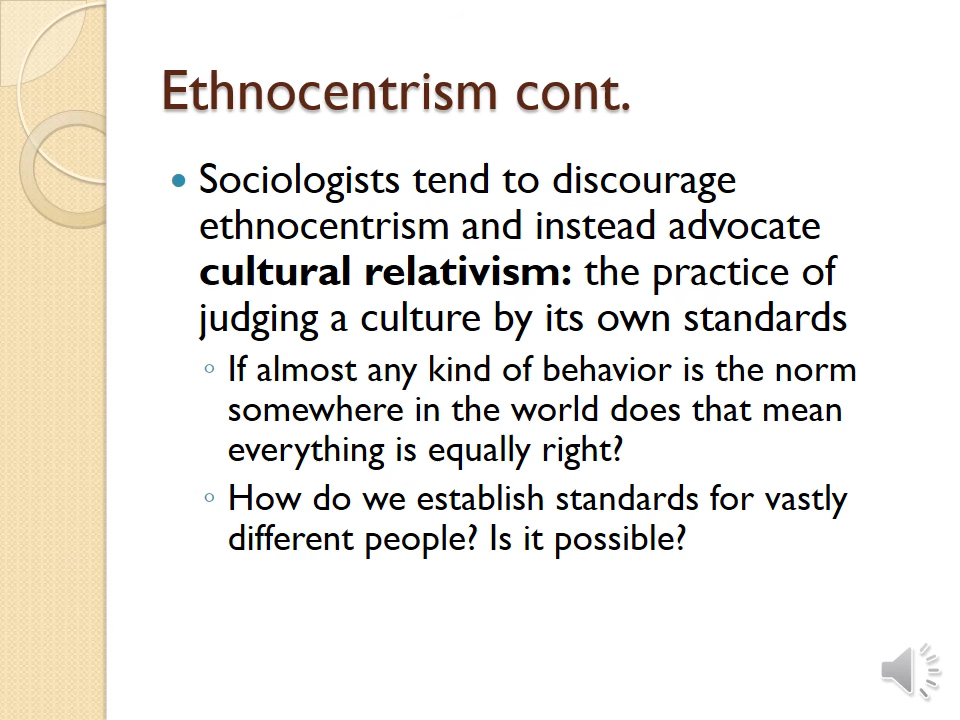 Ethnocentrism cont.
• Sociologists tend to discourage
ethnocentrism and instead advocate
cultural relativism: the practice of
judging a culture by its own standards
◦ If almost any kind of behavior is the norm
somewhere in the world does that mean
everything is equally right?
◦ How do we establish standards for vastly
different people? Is it possible?